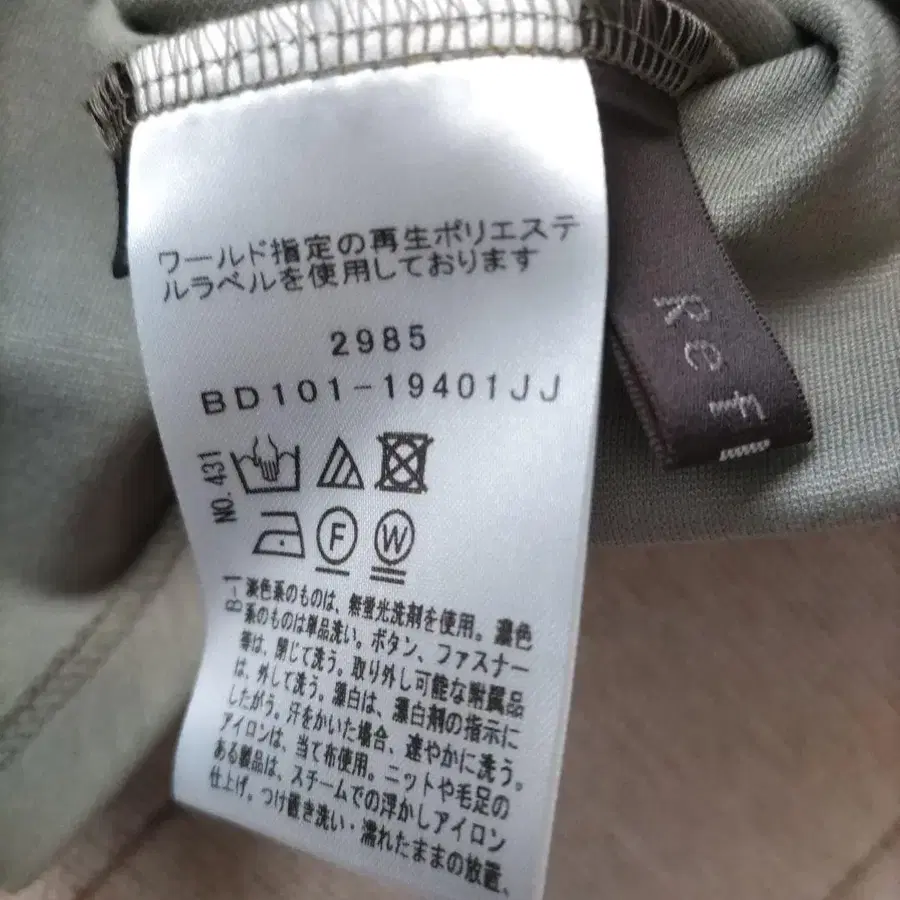 ワールド指定の再生ポリエステ
ルラベルを使用しております
2985
BD101-19401JJ
NO. 431
F
W
B-1
淡色系のものは、無蛍光洗剤を使用。濃色
系のものは単品洗い。ボタン、ファスナー
等は、閉じて洗う。取り外し可能な附属品
は、外して洗う。漂白は、漂白剤の指示に
したがう。汗をかいた場合、速やかに洗う。
アイロンは、当て布使用。ニットや毛足の
ある製品は、スチームでの浮かしアイロン
仕上げ。つけ置き洗い・濡れたままの放置、
Ref